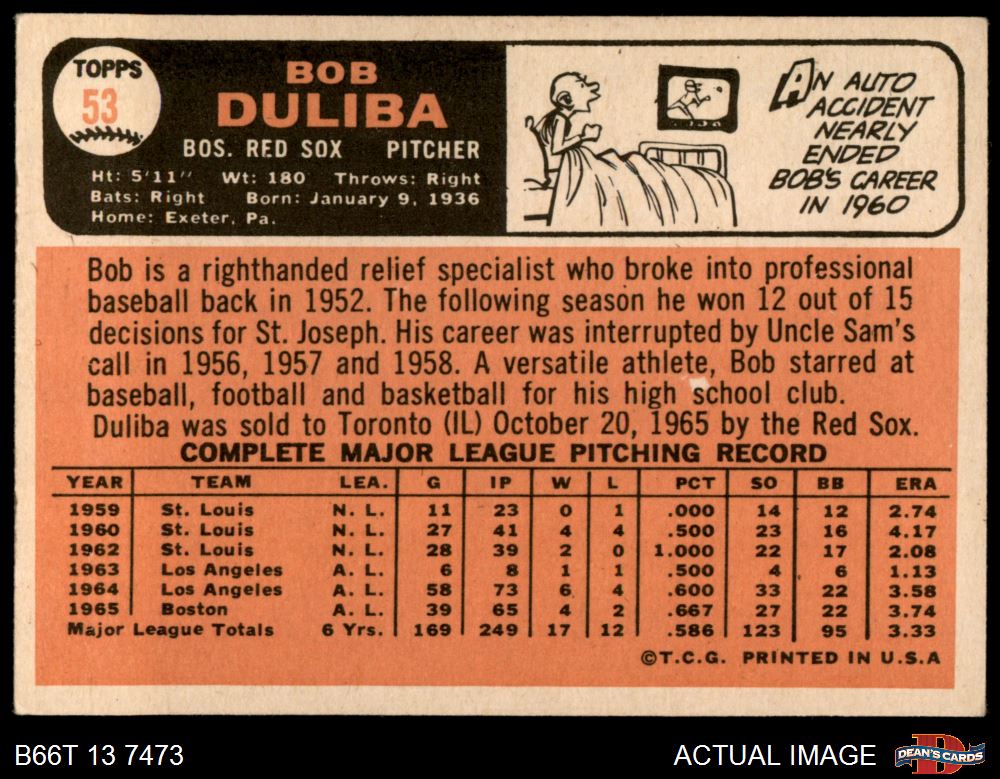 TOPPS
53
BOB
DULIBA
BOS. RED SOX PITCHER
Ht: 5'11" Wt: 180 Throws: Right
Bats: Right Born: January 9, 1936
Home: Exeter, Pa.
AN AUTO
ACCIDENT
NEARLY
ENDED
BOB'S CAREER
IN 1960
Bob is a righthanded relief specialist who broke into professional
baseball back in 1952. The following season he won 12 out of 15
decisions for St. Joseph. His career was interrupted by Uncle Sam's
call in 1956, 1957 and 1958. A versatile athlete, Bob starred at
baseball, football and basketball for his high school club.
Duliba was sold to Toronto (IL) October 20, 1965 by the Red Sox.
COMPLETE MAJOR LEAGUE PITCHING RECORD
YEAR TEAM LEA. G IP W L PCT SO BB ERA
1959 St. Louis N. L. 11 23 0 1 .000 14 12 2.74
1960 St. Louis N. L. 27 41 4 4 .500 23 16 4.17
1962 St. Louis N. L. 28 39 2 0 1.000 22 17 2.08
1963 Los Angeles A. L. 6 8 1 1 .500 4 6 1.13
1964 Los Angeles A. L. 58 73 6 4 .600 33 22 3.58
1965 Boston A. L. 39 65 4 2 .667 27 22 3.74
Major League Totals 6 Yrs. 169 249 17 12 .586 123 95 3.33
©T.C.G. PRINTED IN U.S.A
B66T 13 7473
ACTUAL IMAGE
DEAN'S CARDS